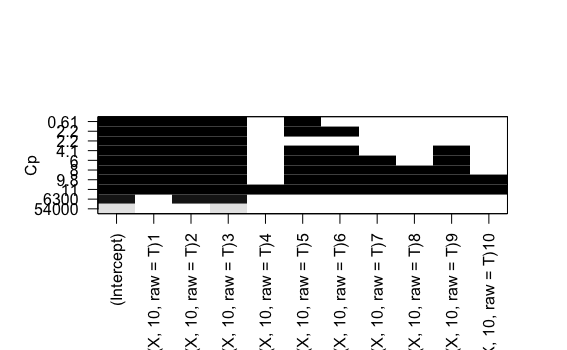 0.61
2.2
2.2
4.1
6
8
9.8
11
6300
54000
Cp
(Intercept)
(X, 10, raw = T)1
(X, 10, raw = T)2
(X, 10, raw = T)3
(X, 10, raw = T)4
(X, 10, raw = T)5
(X, 10, raw = T)6
(X, 10, raw = T)7
(X, 10, raw = T)8
(X, 10, raw = T)9
X, 10, raw = T)10